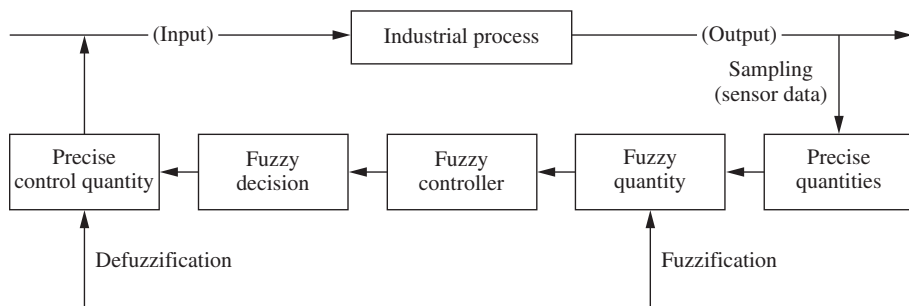 (Input)
Industrial process
(Output)
Sampling
(sensor data)
Precise
control quantity
Fuzzy
decision
Fuzzy
controller
Fuzzy
quantity
Precise
quantities
Defuzzification
Fuzzification